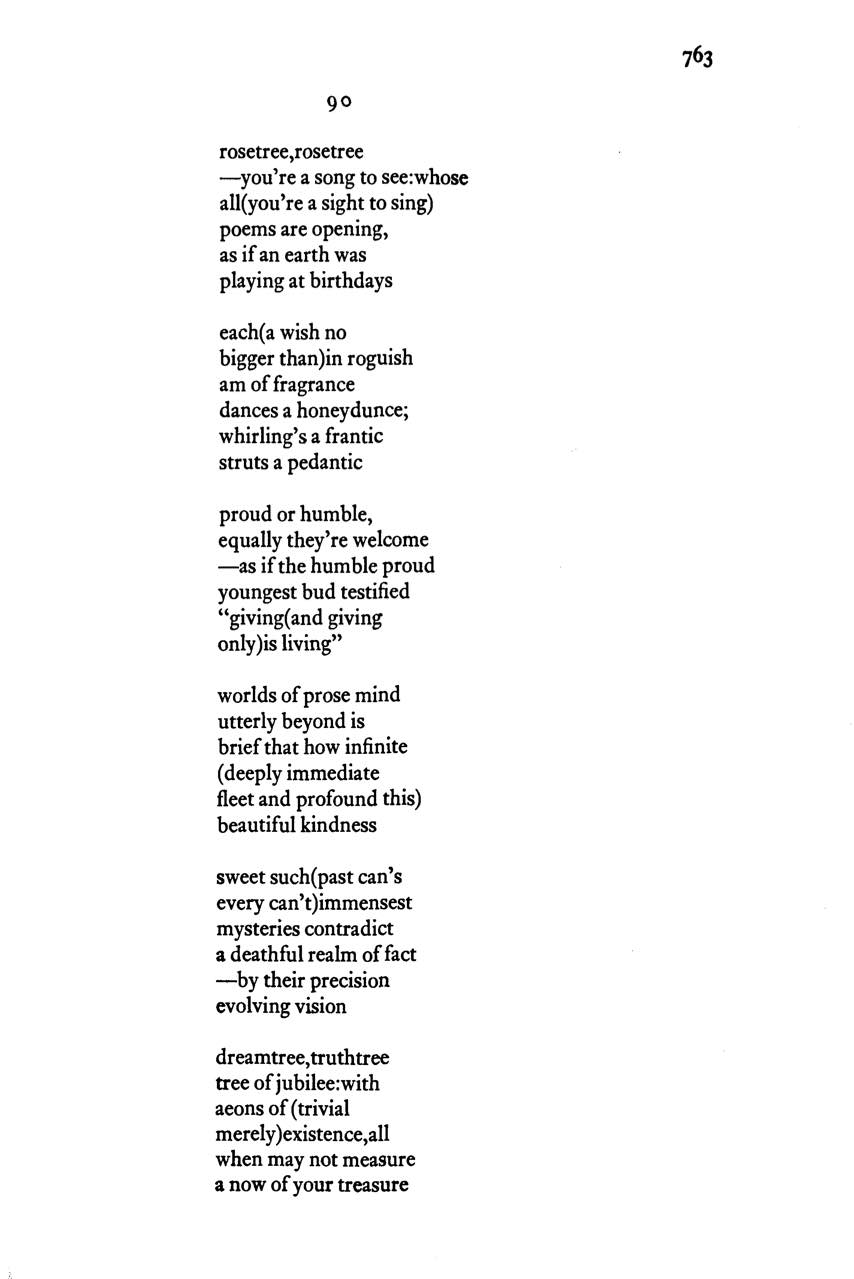 763
90
rosetree,rosetree
—you're a song to see:whose
all(you're a sight to sing)
poems are opening,
as if an earth was
playing at birthdays
each(a wish no
bigger than)in roguish
am of fragrance
dances a honeydunce;
whirling's a frantic
struts a pedantic
proud or humble,
equally they're welcome
—as if the humble proud
youngest bud testified
“giving(and giving
only)is living”
worlds of prose mind
utterly beyond is
brief that how infinite
(deeply immediate
fleet and profound this)
beautiful kindness
sweet such(past can's
every can't)immensest
mysteries contradict
a deathful realm of fact
—by their precision
evolving vision
dreamtree,truthtree
tree of jubilee:with
aeons of (trivial
merely)existence,all
when may not measure
a now of your treasure